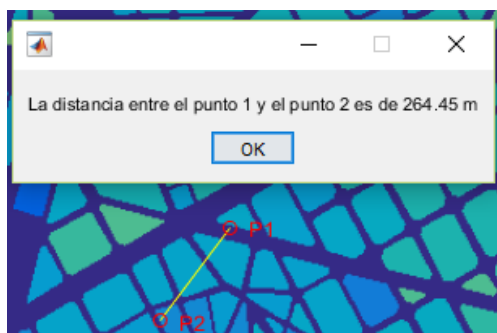 La distancia entre el punto 1 y el punto 2 es de 264.45 m
OK
P1
P2